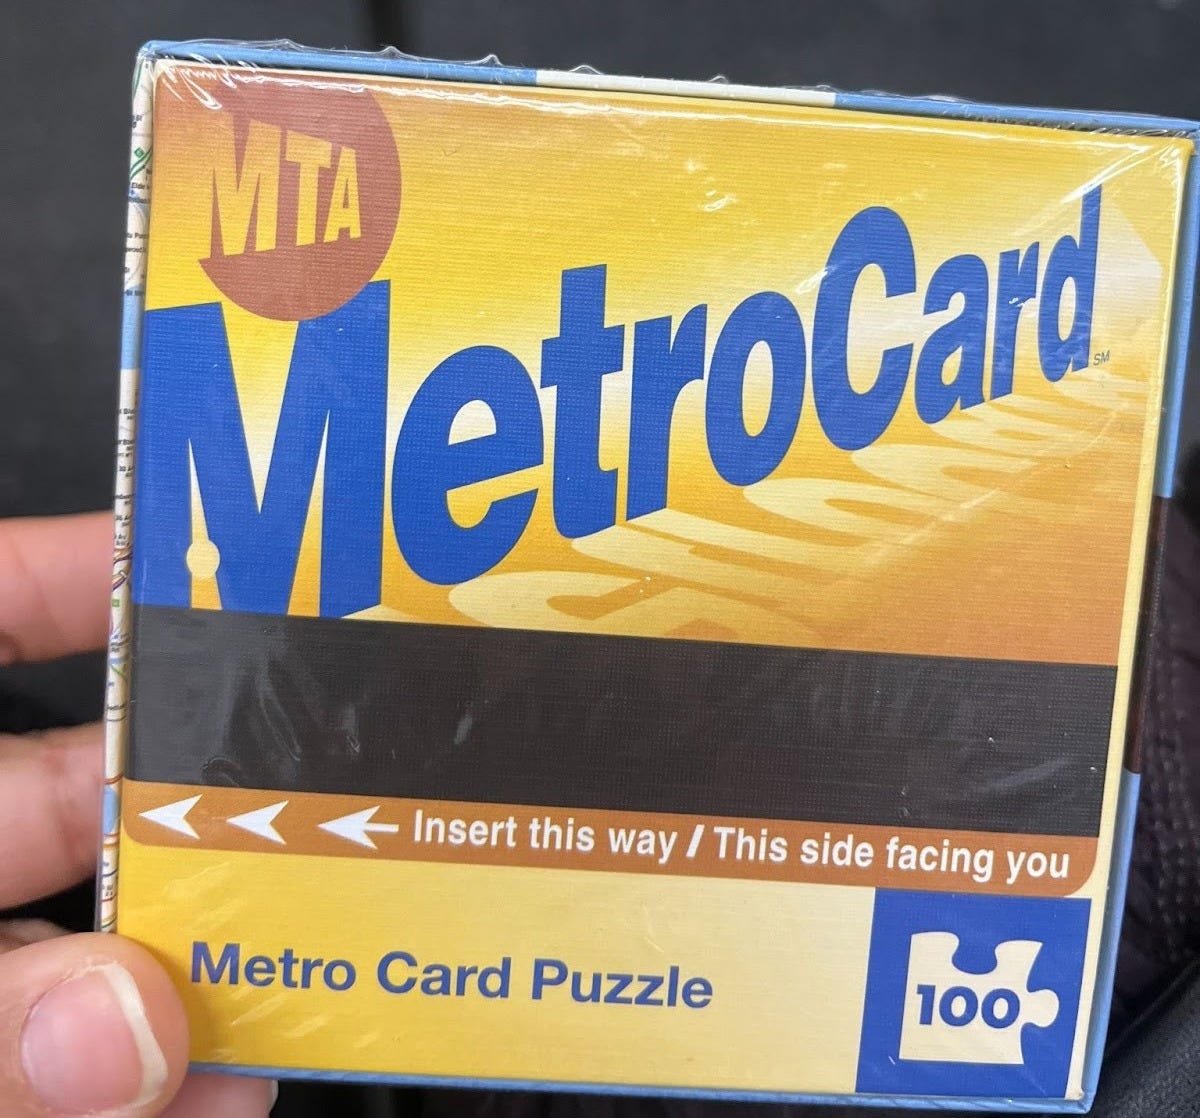 MTA
MetroCard
SM
Insert this way / This side facing you
Metro Card Puzzle
100